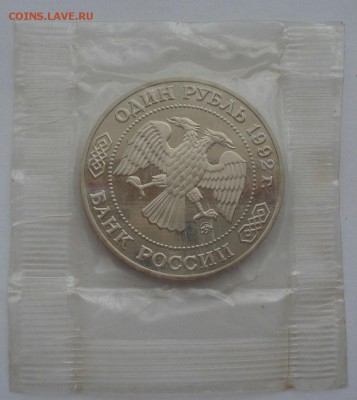 COINS.LAVE.RU
ОДИН РУБЛЬ 1992 г.
БАНК РОССИИ